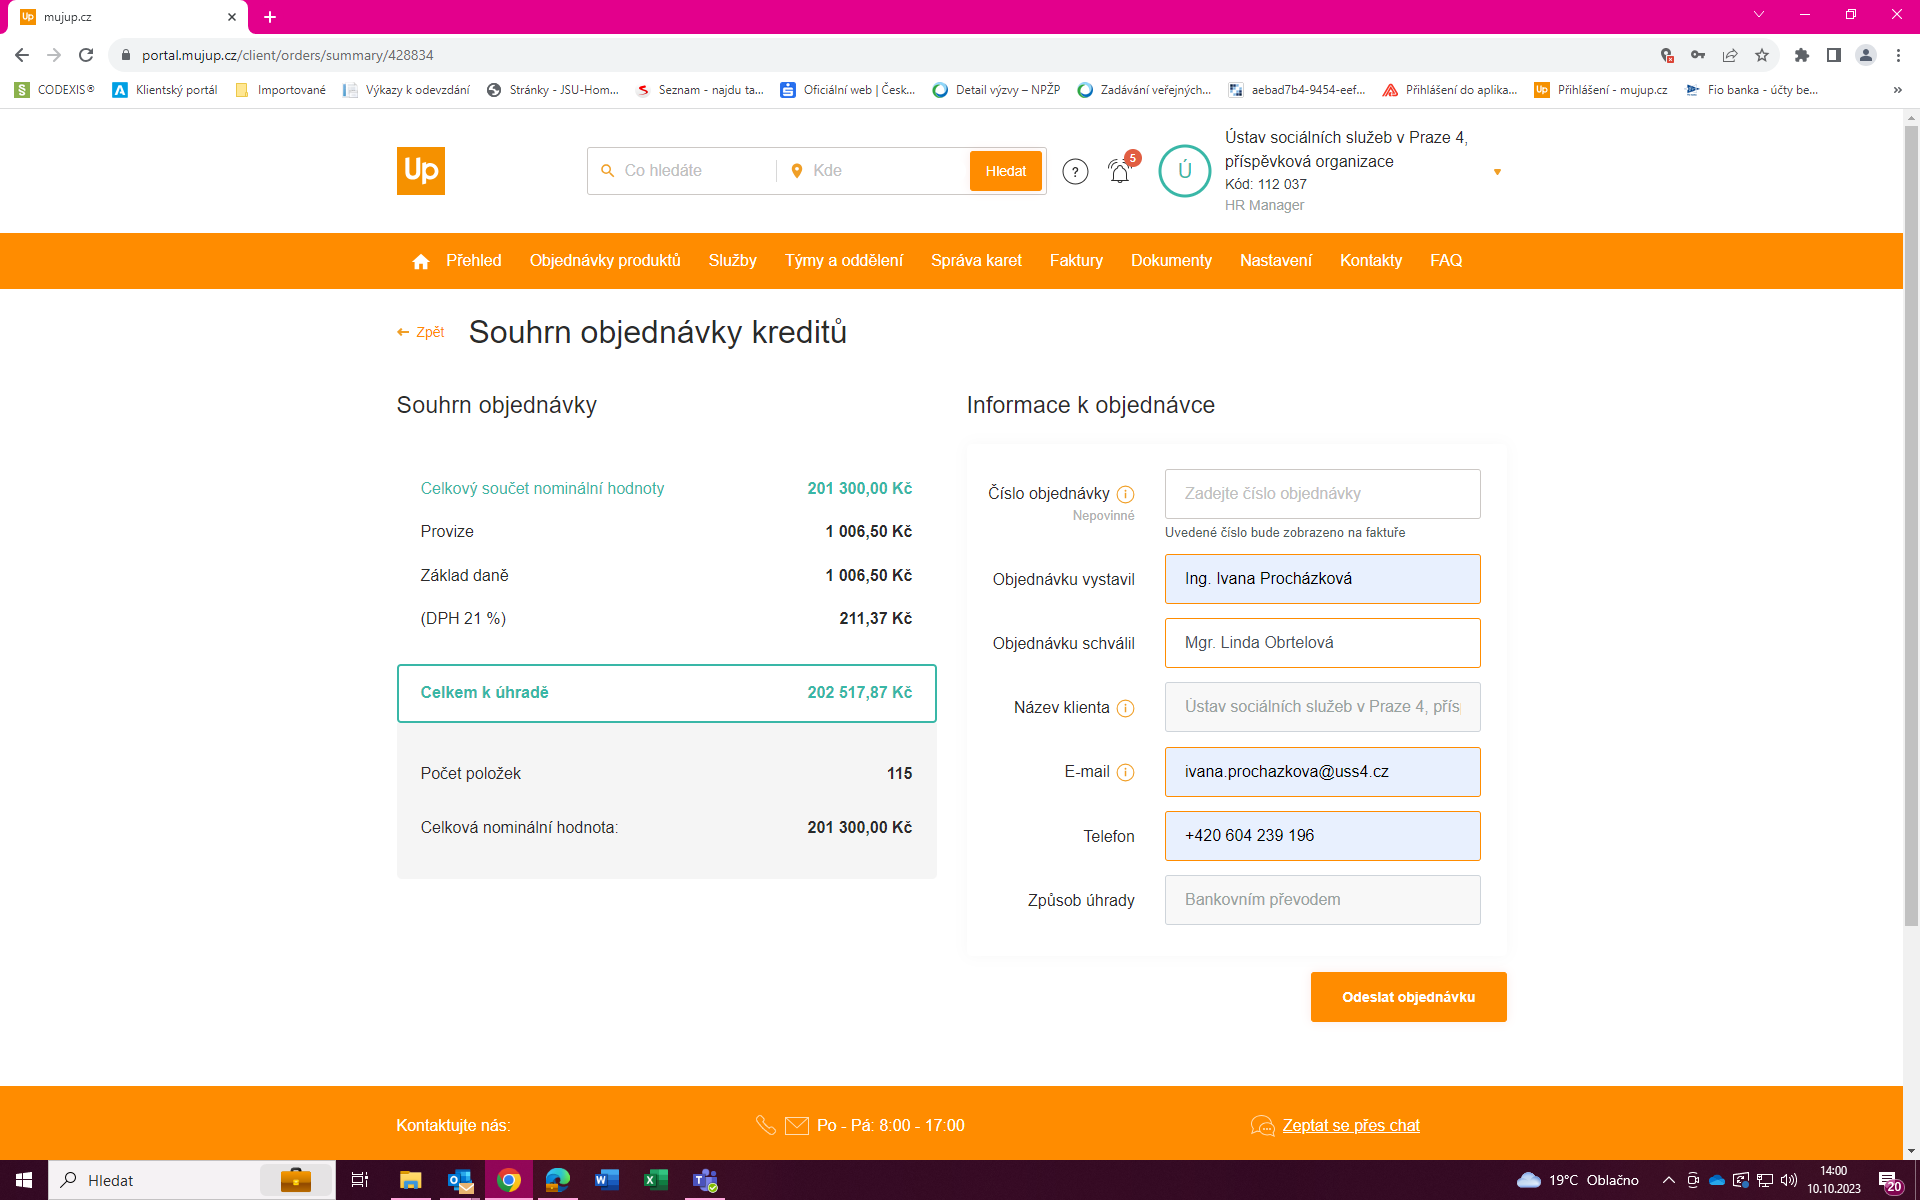 Up mujup.cz
portal.mujup.cz/client/orders/summary/428834
CODEXIS® Klientský portál Importované Výkazy k odevzdání Stránky - JSU-Hom... Seznam - najdu ta... Oficiální web | Česk... Detail výzvy – NPŽP Zadávání veřejných... aebad7b4-9454-eef... Přihlášení do aplika... Up Přihlášení - mujup.cz Fio banka - účty be... »
Up
Co hledáte Kde Hledat
? 5
Ú
Ústav sociálních služeb v Praze 4,
příspěvková organizace
Kód: 112 037
HR Manager
Přehled Objednávky produktů Služby Týmy a oddělení Správa karet Faktury Dokumenty Nastavení Kontakty FAQ
← Zpět Souhrn objednávky kreditů
Souhrn objednávky
Celkový součet nominální hodnoty 201 300,00 Kč
Provize 1 006,50 Kč
Základ daně 1 006,50 Kč
(DPH 21 %) 211,37 Kč
Celkem k úhradě 202 517,87 Kč
Počet položek 115
Celková nominální hodnota: 201 300,00 Kč
Informace k objednávce
Číslo objednávky i Zadejte číslo objednávky
Nepovinné
Uvedené číslo bude zobrazeno na faktuře
Objednávku vystavil Ing. Ivana Procházková
Objednávku schválil Mgr. Linda Obrtelová
Název klienta i Ústav sociálních služeb v Praze 4, přís
E-mail i ivana.prochazkova@uss4.cz
Telefon +420 604 239 196
Způsob úhrady Bankovním převodem
Odeslat objednávku
Kontaktujte nás: Po - Pá: 8:00 - 17:00 Zeptat se přes chat
Hledat
19°C Oblačno
14:00
10.10.2023
20